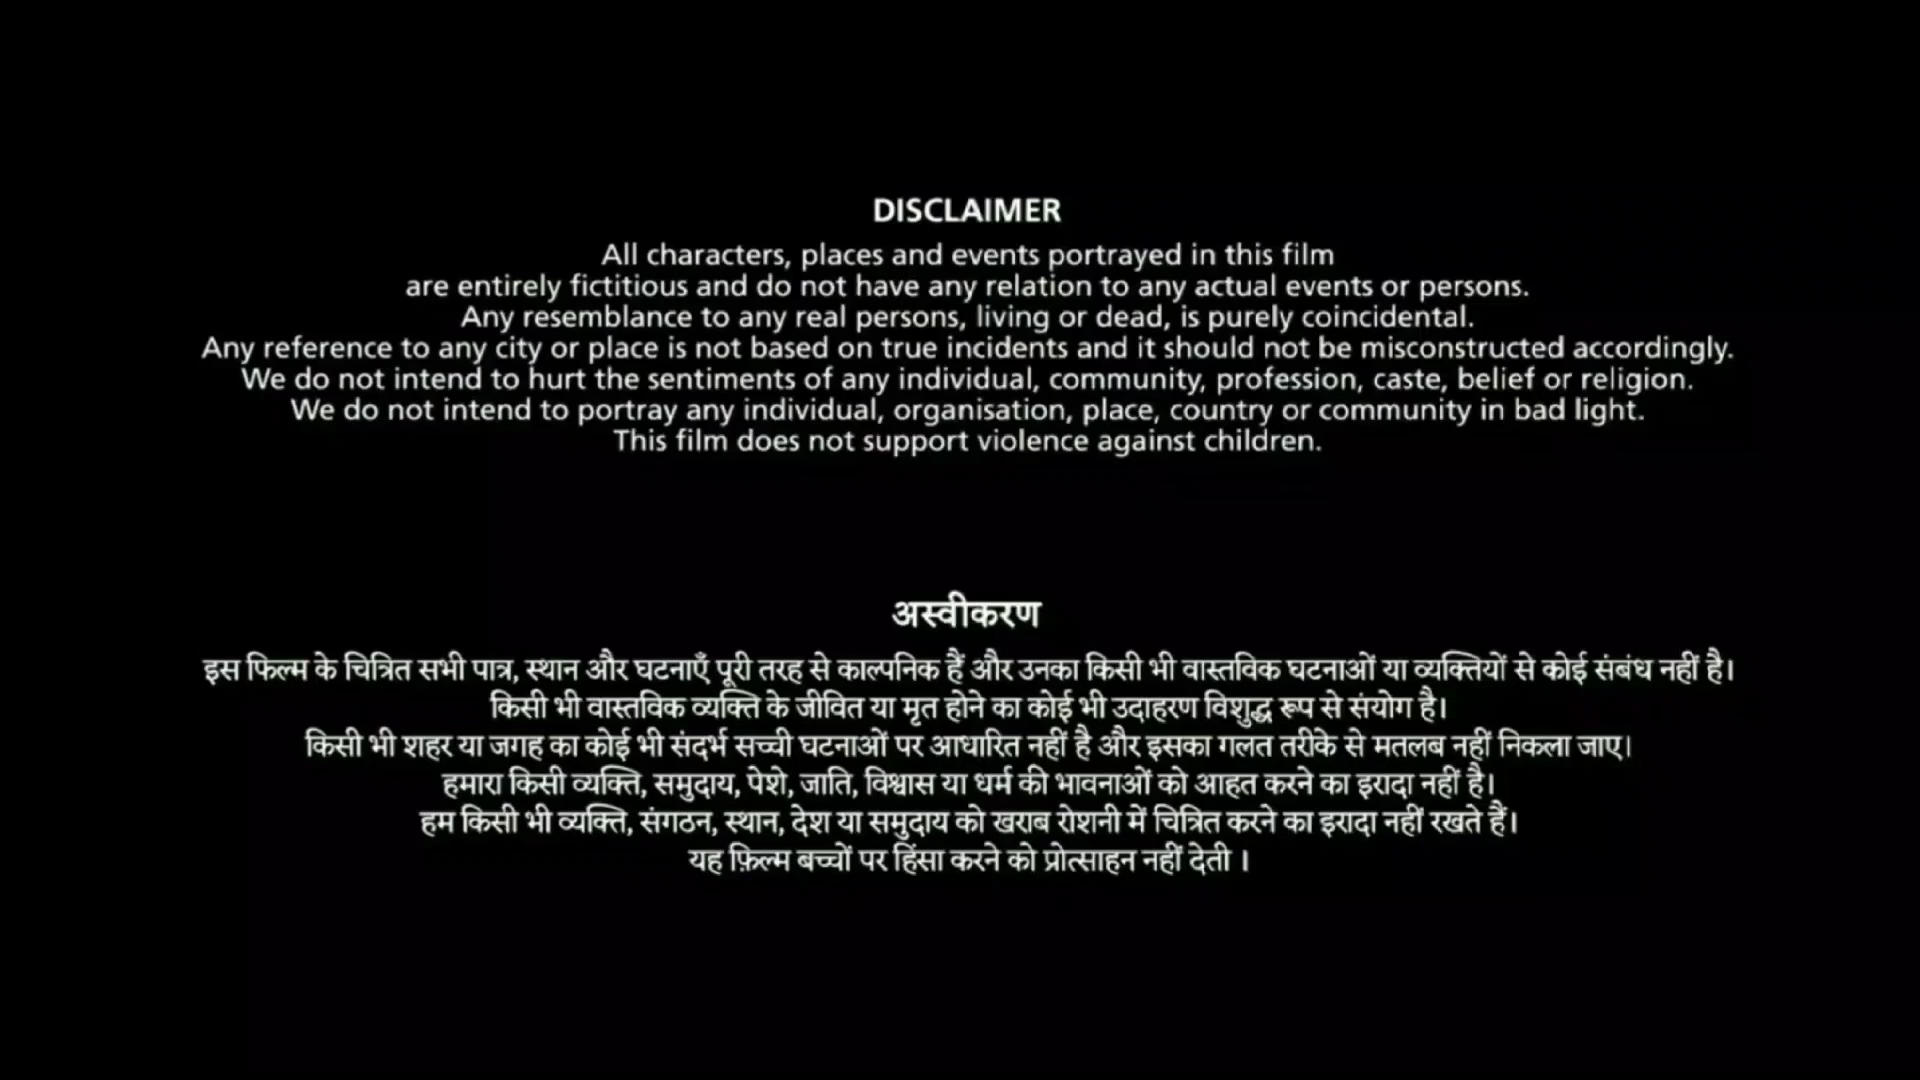 DISCLAIMER
All characters, places and events portrayed in this film
are entirely fictitious and do not have any relation to any actual events or persons.
Any resemblance to any real persons, living or dead, is purely coincidental.
Any reference to any city or place is not based on true incidents and it should not be misconstructed accordingly.
We do not intend to hurt the sentiments of any individual, community, profession, caste, belief or religion.
We do not intend to portray any individual, organisation, place, country or community in bad light.
This film does not support violence against children.
अस्वीकरण
इस फिल्म के चित्रित सभी पात्र, स्थान और घटनाएँ पूरी तरह से काल्पनिक हैं और उनका किसी भी वास्तविक घटनाओं या व्यक्तियों से कोई संबंध नहीं है।
किसी भी वास्तविक व्यक्ति के जीवित या मृत होने का कोई भी उदाहरण विशुद्ध रूप से संयोग है।
किसी भी शहर या जगह का कोई भी संदर्भ सच्ची घटनाओं पर आधारित नहीं है और इसका गलत तरीके से मतलब नहीं निकला जाए।
हमारा किसी व्यक्ति, समुदाय, पेशे, जाति, विश्वास या धर्म की भावनाओं को आहत करने का इरादा नहीं है।
हम किसी भी व्यक्ति, संगठन, स्थान, देश या समुदाय को खराब रोशनी में चित्रित करने का इरादा नहीं रखते हैं।
यह फ़िल्म बच्चों पर हिंसा करने को प्रोत्साहन नहीं देती ।